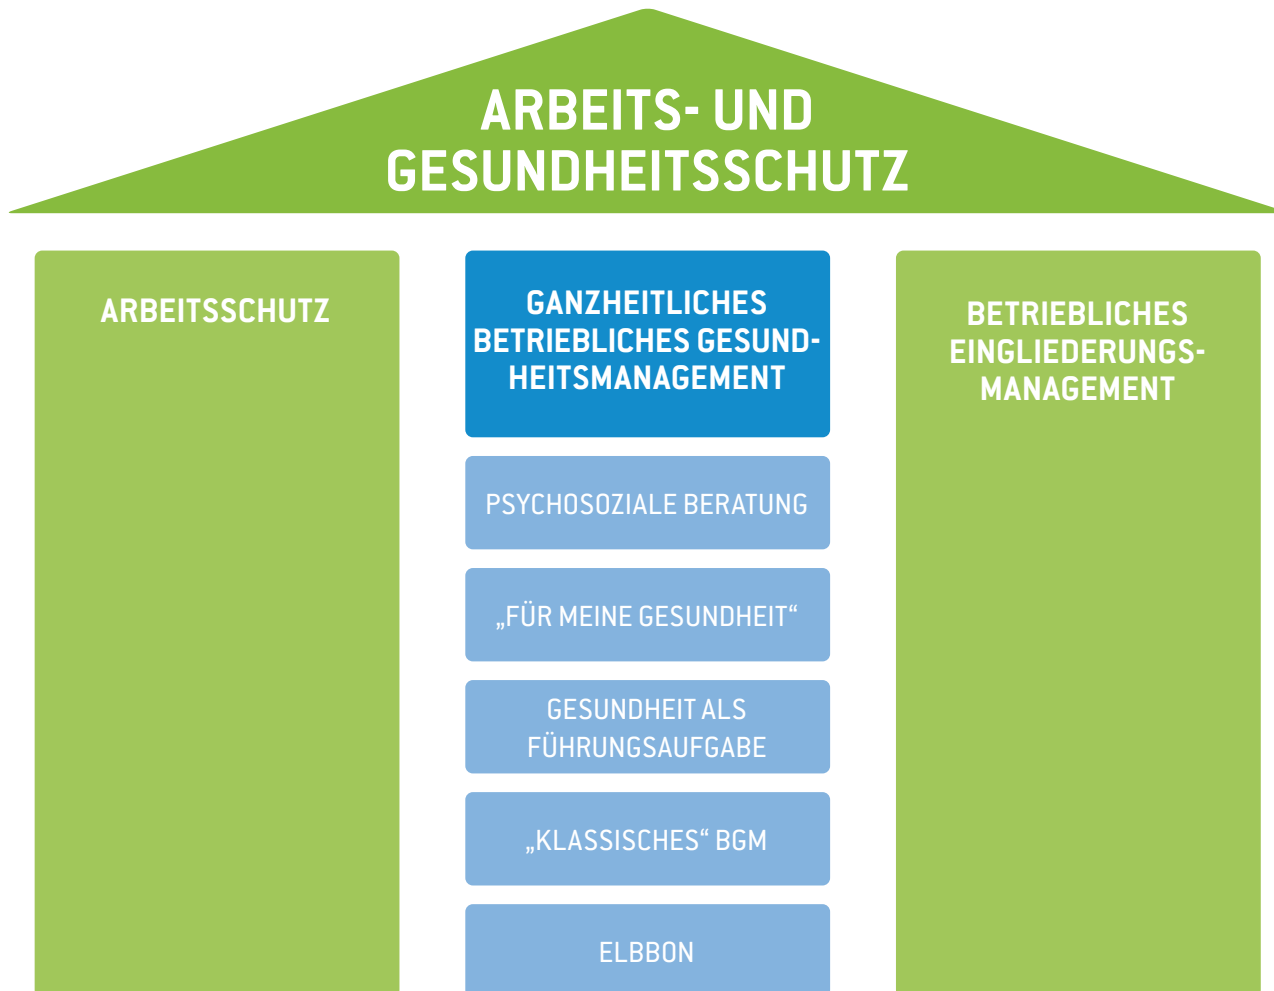 ARBEITS- UND
GESUNDHEITSSCHUTZ
ARBEITSSCHUTZ
GANZHEITLICHES
BETRIEBLICHES GESUND-
HEITSMANAGEMENT
PSYCHOSOZIALE BERATUNG
„FÜR MEINE GESUNDHEIT“
GESUNDHEIT ALS
FÜHRUNGSAUFGABE
„KLASSISCHES“ BGM
ELBBON
BETRIEBLICHES
EINGLIEDERUNGS-
MANAGEMENT